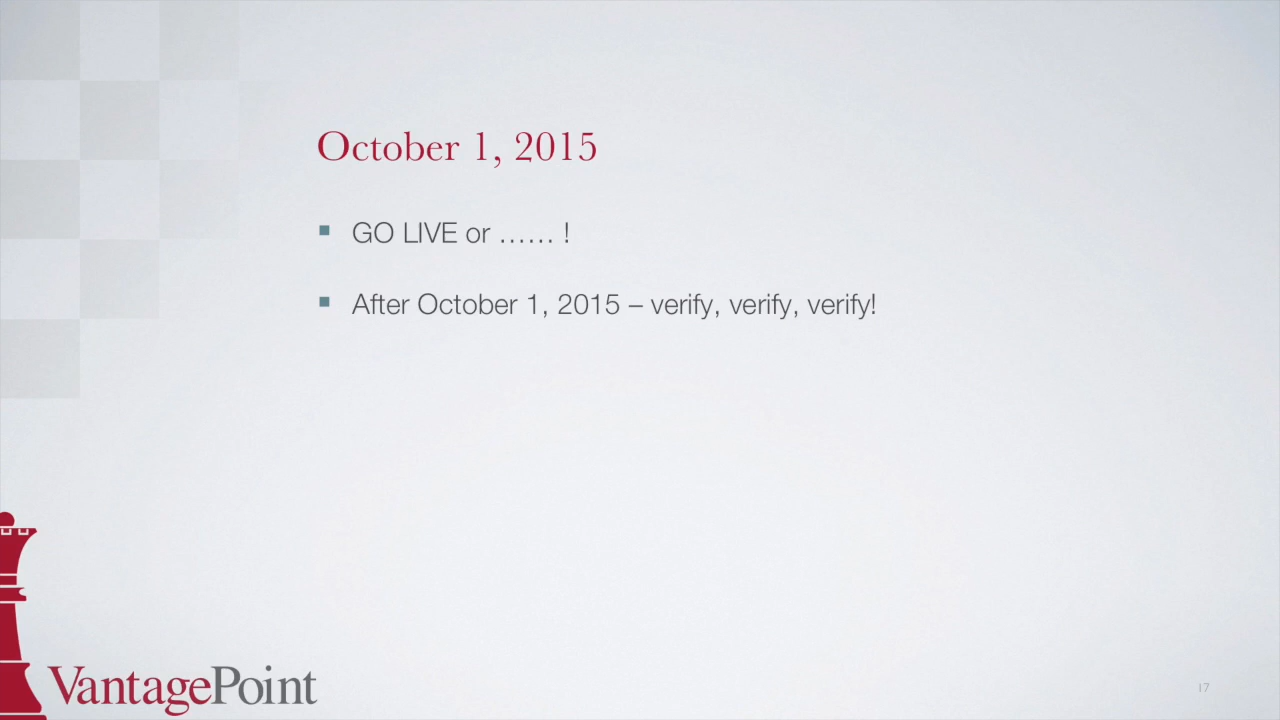 October 1, 2015
GO LIVE or …… !
After October 1, 2015 – verify, verify, verify!
VantagePoint
17